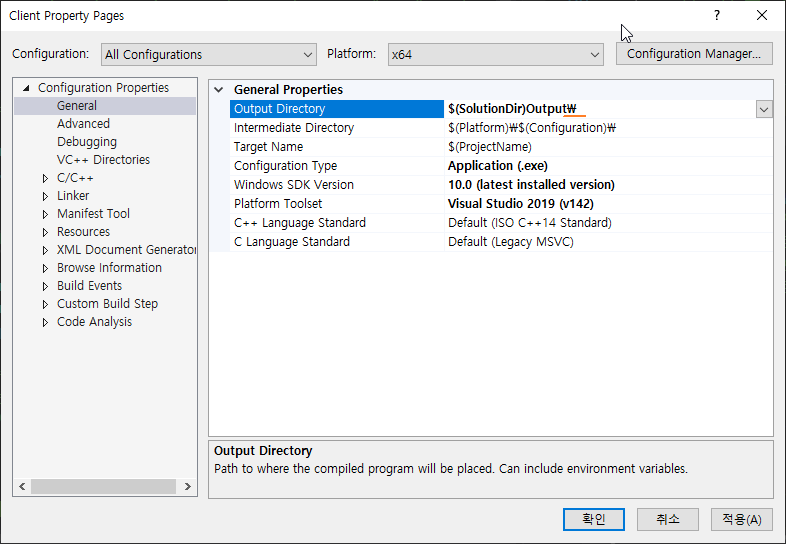 Client Property Pages
Configuration: All Configurations Platform: x64 Configuration Manager...
Configuration Properties
General
Advanced
Debugging
VC++ Directories
C/C++
Linker
Manifest Tool
Resources
XML Document Generator
Browse Information
Build Events
Custom Build Step
Code Analysis
General Properties
Output Directory $(SolutionDir)Output₩
Intermediate Directory $(Platform)₩$(Configuration)₩
Target Name $(ProjectName)
Configuration Type Application (.exe)
Windows SDK Version 10.0 (latest installed version)
Platform Toolset Visual Studio 2019 (v142)
C++ Language Standard Default (ISO C++14 Standard)
C Language Standard Default (Legacy MSVC)
Output Directory
Path to where the compiled program will be placed. Can include environment variables.
확인 취소 적용(A)